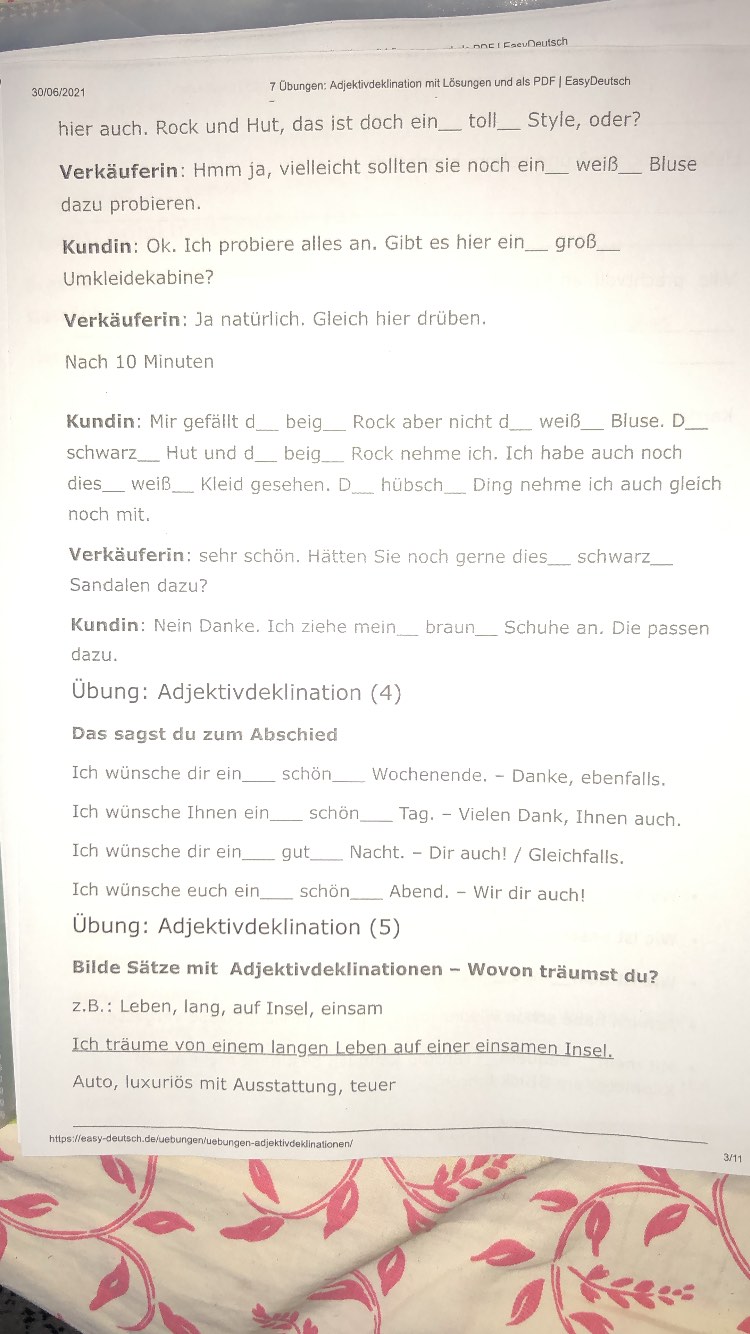 PDF | EasyDeutsch
30/06/2021
7 Übungen: Adjektivdeklination mit Lösungen und als PDF | EasyDeutsch
hier auch. Rock und Hut, das ist doch ein__ toll__ Style, oder?
Verkäuferin: Hmm ja, vielleicht sollten sie noch ein__ weiß__ Bluse
dazu probieren.
Kundin: Ok. Ich probiere alles an. Gibt es hier ein__ groß__
Umkleidekabine?
Verkäuferin: Ja natürlich. Gleich hier drüben.
Nach 10 Minuten
Kundin: Mir gefällt d__ beig__ Rock aber nicht d__ weiß__ Bluse. D__
schwarz__ Hut und d__ beig__ Rock nehme ich. Ich habe auch noch
dies__ weiß__ Kleid gesehen. D__ hübsch__ Ding nehme ich auch gleich
noch mit.
Verkäuferin: sehr schön. Hätten Sie noch gerne dies__ schwarz__
Sandalen dazu?
Kundin: Nein Danke. Ich ziehe mein__ braun__ Schuhe an. Die passen
dazu.
Übung: Adjektivdeklination (4)
Das sagst du zum Abschied
Ich wünsche dir ein___ schön___ Wochenende. – Danke, ebenfalls.
Ich wünsche Ihnen ein___ schön___ Tag. – Vielen Dank, Ihnen auch.
Ich wünsche dir ein___ gut___ Nacht. – Dir auch! / Gleichfalls.
Ich wünsche euch ein___ schön___ Abend. – Wir dir auch!
Übung: Adjektivdeklination (5)
Bilde Sätze mit Adjektivdeklinationen – Wovon träumst du?
z.B.: Leben, lang, auf Insel, einsam
Ich träume von einem langen Leben auf einer einsamen Insel.
Auto, luxuriös mit Ausstattung, teuer
https://easy-deutsch.de/uebungen/uebungen-adjektivdeklinationen/
3/11